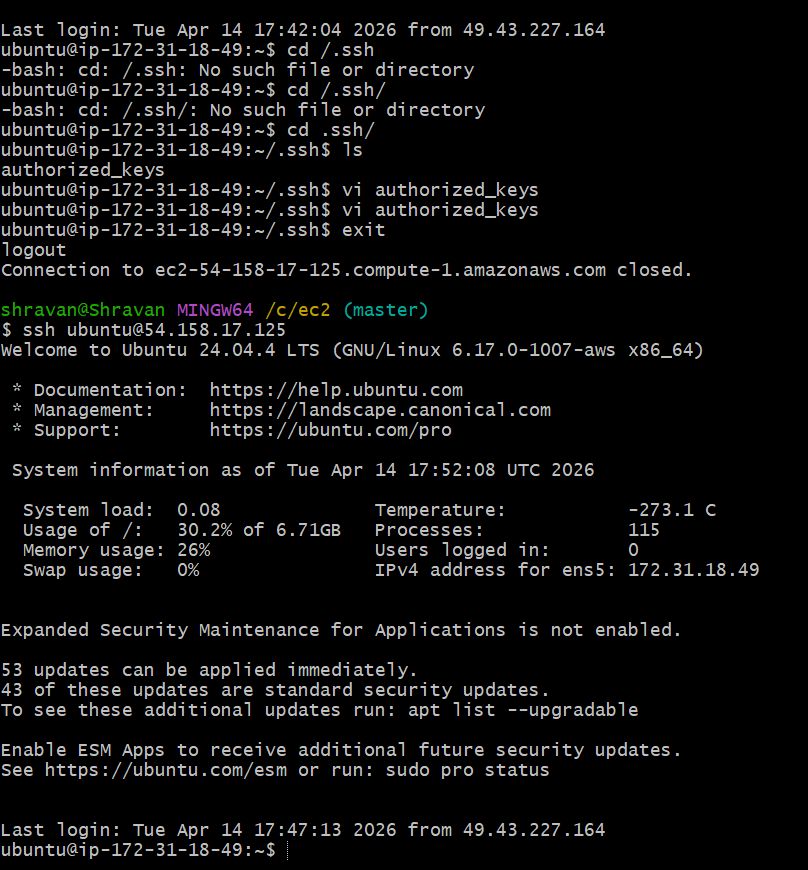 Last login: Tue Apr 14 17:42:04 2026 from 49.43.227.164
ubuntu@ip-172-31-18-49:~$ cd /.ssh
-bash: cd: /.ssh: No such file or directory
ubuntu@ip-172-31-18-49:~$ cd /.ssh/
-bash: cd: /.ssh/: No such file or directory
ubuntu@ip-172-31-18-49:~$ cd .ssh/
ubuntu@ip-172-31-18-49:~/.ssh$ ls
authorized_keys
ubuntu@ip-172-31-18-49:~/.ssh$ vi authorized_keys
ubuntu@ip-172-31-18-49:~/.ssh$ vi authorized_keys
ubuntu@ip-172-31-18-49:~/.ssh$ exit
logout
Connection to ec2-54-158-17-125.compute-1.amazonaws.com closed.
shravan@Shravan MINGW64 /c/ec2 (master)
$ ssh ubuntu@54.158.17.125
Welcome to Ubuntu 24.04.4 LTS (GNU/Linux 6.17.0-1007-aws x86_64)
* Documentation:  https://help.ubuntu.com
* Management:     https://landscape.canonical.com
* Support:        https://ubuntu.com/pro
System information as of Tue Apr 14 17:52:08 UTC 2026
System load:  0.08              Temperature:           -273.1 C
Usage of /:   30.2% of 6.71GB   Processes:             115
Memory usage: 26%               Users logged in:       0
Swap usage:   0%                IPv4 address for ens5: 172.31.18.49
Expanded Security Maintenance for Applications is not enabled.
53 updates can be applied immediately.
43 of these updates are standard security updates.
To see these additional updates run: apt list --upgradable
Enable ESM Apps to receive additional future security updates.
See https://ubuntu.com/esm or run: sudo pro status
Last login: Tue Apr 14 17:47:13 2026 from 49.43.227.164
ubuntu@ip-172-31-18-49:~$